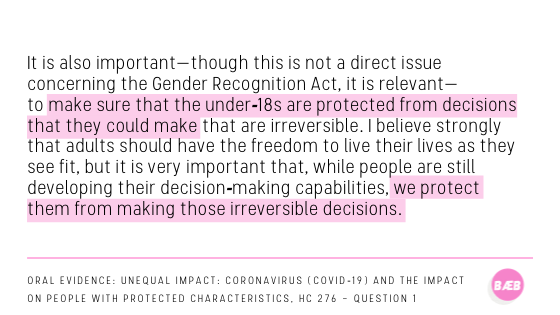 It is also important—though this is not a direct issue
concerning the Gender Recognition Act, it is relevant—
to make sure that the under-18s are protected from decisions
that they could make that are irreversible. I believe strongly
that adults should have the freedom to live their lives as they
see fit, but it is very important that, while people are still
developing their decision-making capabilities, we protect
them from making those irreversible decisions.
ORAL EVIDENCE: UNEQUAL IMPACT: CORONAVIRUS (COVID-19) AND THE IMPACT
ON PEOPLE WITH PROTECTED CHARACTERISTICS, HC 276 - QUESTION 1
BÆB